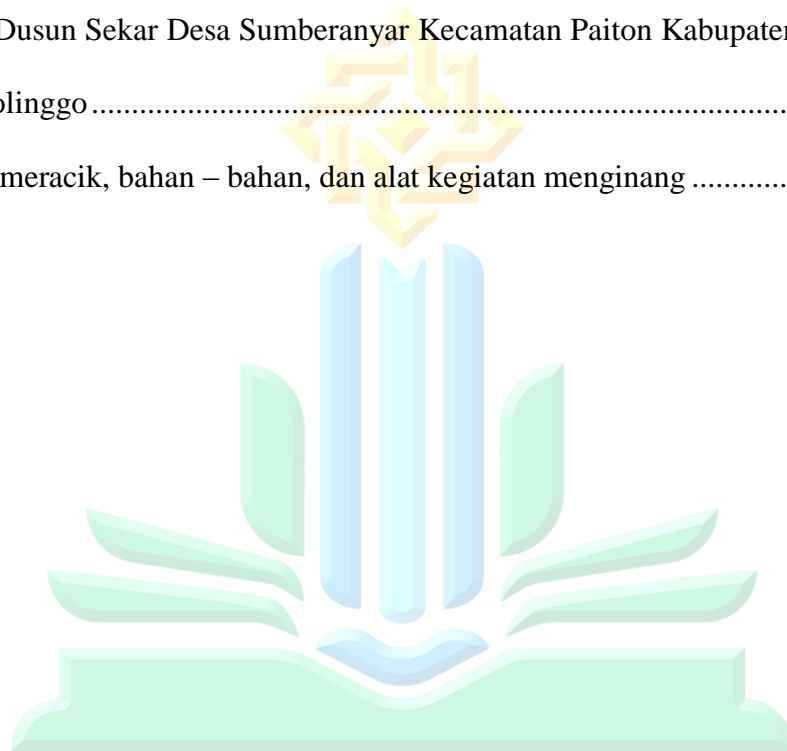 Dusun Sekar Desa Sumberanyar Kecamatan Paiton Kabupaten
olinggo...........................................................................................
meracik, bahan – bahan, dan alat kegiatan menginang ............